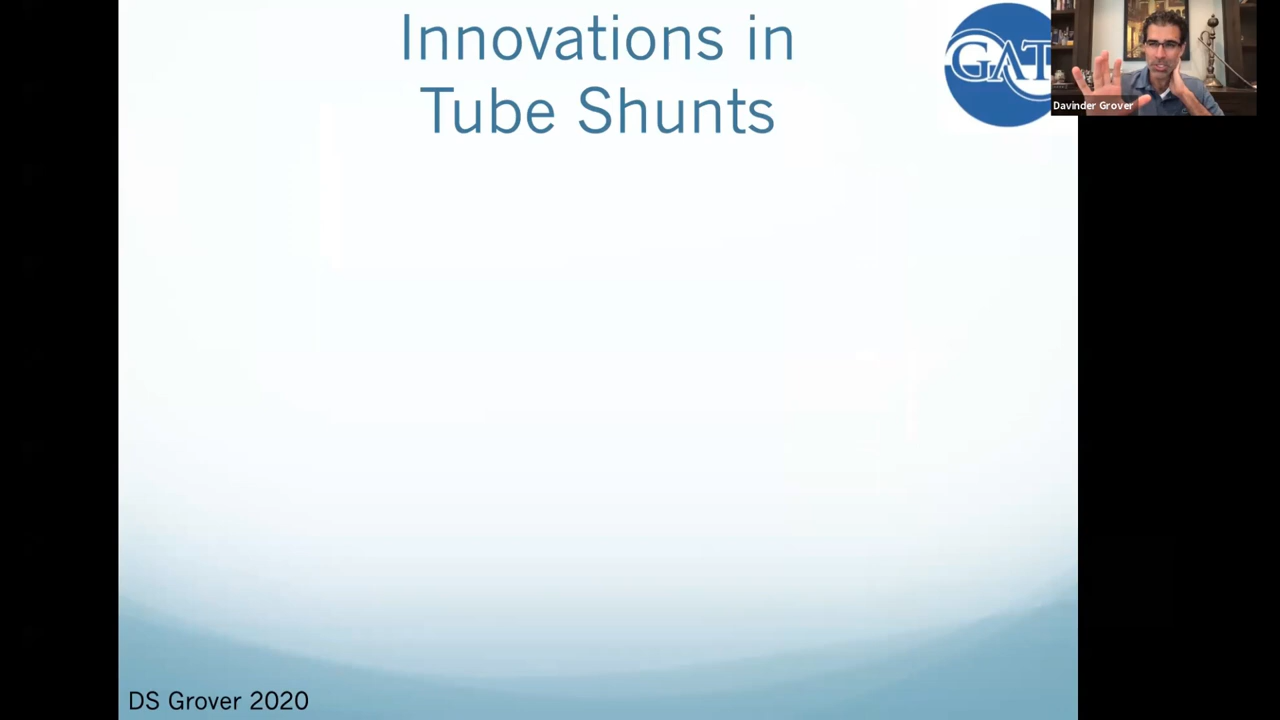 Innovations in
Tube Shunts
GAT
Davinder Grover
DS Grover 2020